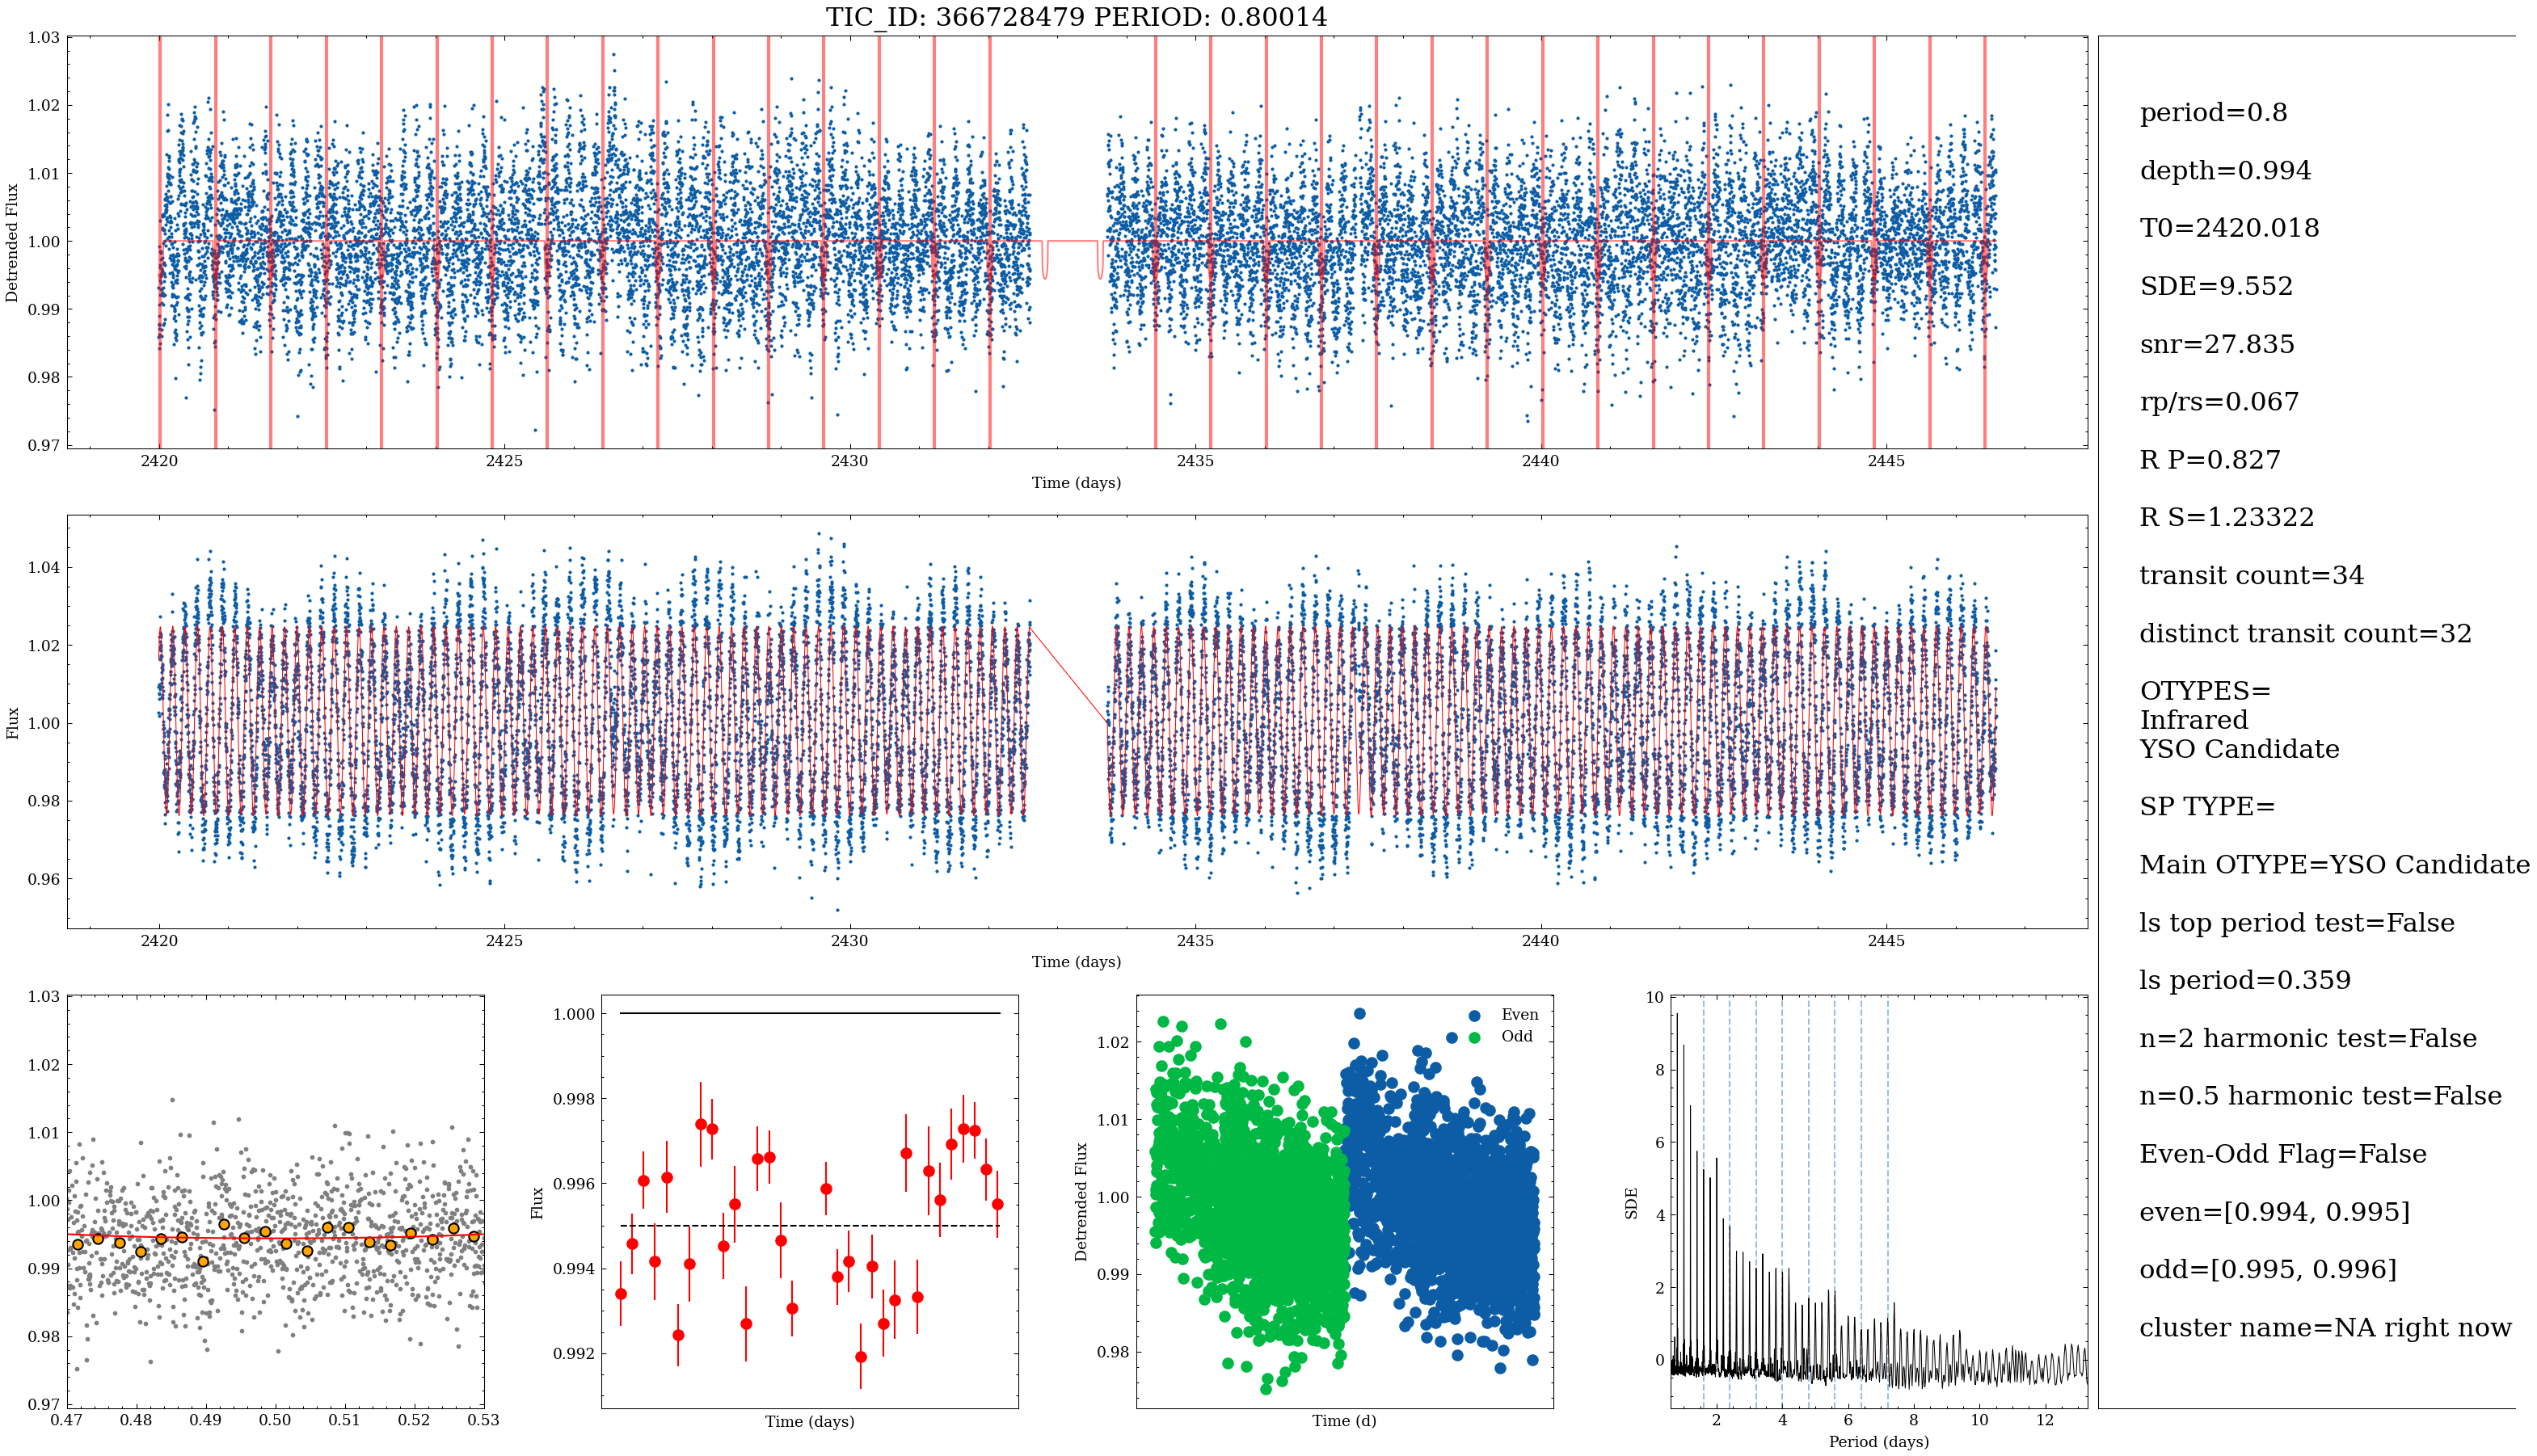 TIC_ID: 366728479 PERIOD: 0.80014
1.03
1.02
1.01
1.00
0.99
0.98
0.97
Detrended Flux
2420
2425
2430
2435
2440
2445
Time (days)
1.04
1.02
1.00
0.98
0.96
Flux
2420
2425
2430
2435
2440
2445
Time (days)
1.03
1.02
1.01
1.00
0.99
0.98
0.97
0.47
0.48
0.49
0.50
0.51
0.52
0.53
1.000
0.998
0.996
0.994
0.992
Flux
Time (days)
1.02
1.01
1.00
0.99
0.98
Detrended Flux
Even
Odd
Time (d)
10
8
6
4
2
0
SDE
2
4
6
8
10
12
Period (days)
period=0.8
depth=0.994
T0=2420.018
SDE=9.552
snr=27.835
rp/rs=0.067
R P=0.827
R S=1.23322
transit count=34
distinct transit count=32
OTYPES=
Infrared
YSO Candidate
SP TYPE=
Main OTYPE=YSO Candidate
ls top period test=False
ls period=0.359
n=2 harmonic test=False
n=0.5 harmonic test=False
Even-Odd Flag=False
even=[0.994, 0.995]
odd=[0.995, 0.996]
cluster name=NA right now